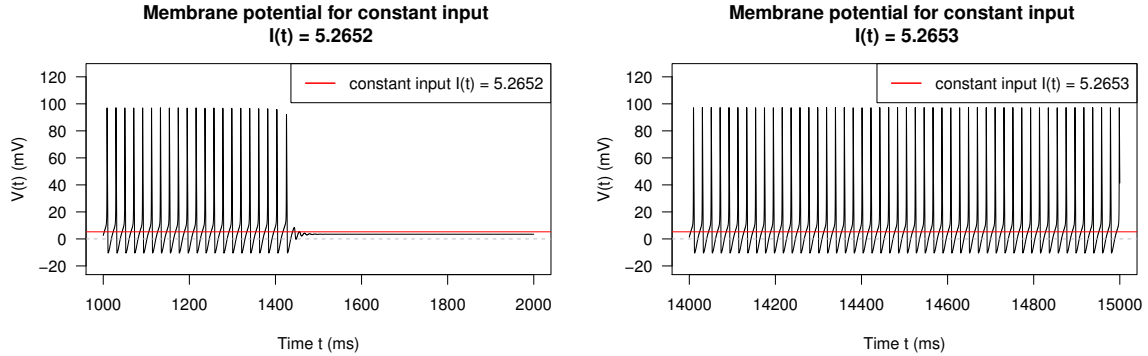 Membrane potential for constant input
I(t) = 5.2652
constant input I(t) = 5.2652
V(t) (mV)
120
100
80
60
40
20
0
−20
1000
1200
1400
1600
1800
2000
Time t (ms)
Membrane potential for constant input
I(t) = 5.2653
constant input I(t) = 5.2653
V(t) (mV)
120
100
80
60
40
20
0
−20
14000
14200
14400
14600
14800
15000
Time t (ms)